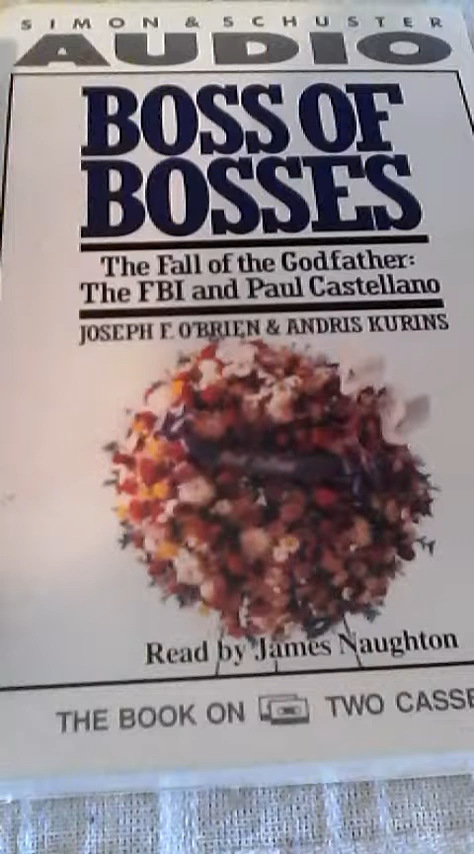 SIMON & SCHUSTER
AUDIO
BOSS OF
BOSSES
The Fall of the Godfather:
The FBI and Paul Castellano
JOSEPH F. O'BRIEN & ANDRIS KURINS
Read by James Naughton
THE BOOK ON TWO CASSE